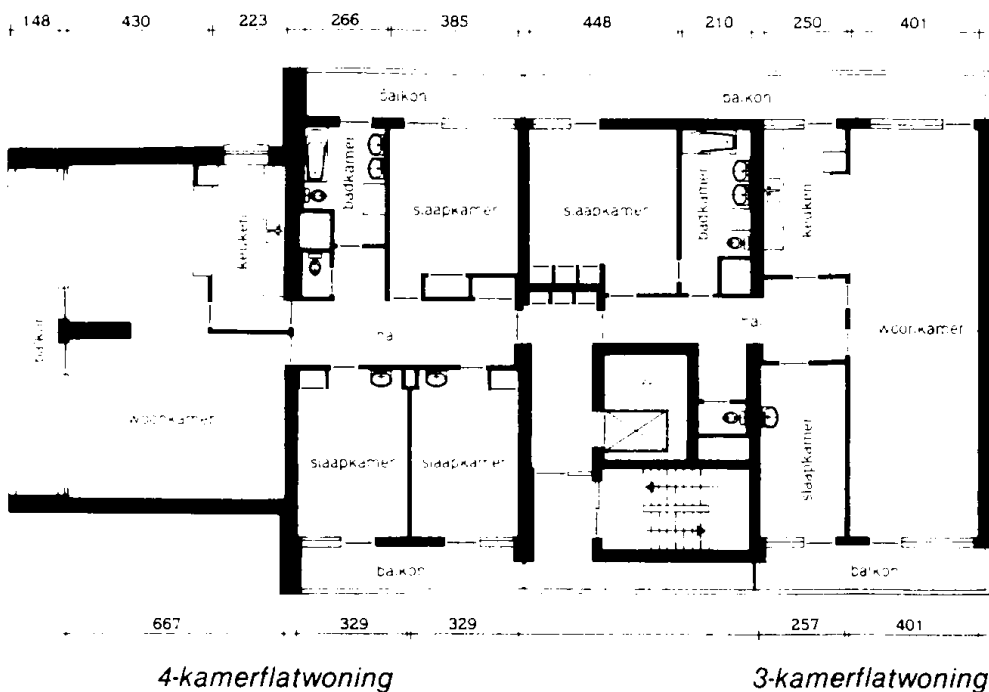 148 430 223 266 385 448 210 250 401
balkon balkon
badkamer slaapkamer slaapkamer badkamer keuken
keuken
balkon
hal
woonkamer
woonkamer
slaapkamer slaapkamer slaapkamer
balkon balkon
667 329 329 257 401
4-kamerflatwoning 3-kamerflatwoning